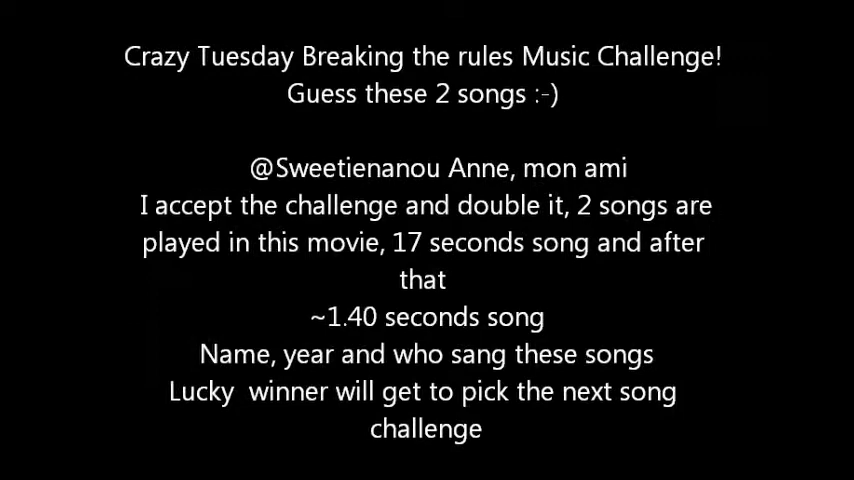 Crazy Tuesday Breaking the rules Music Challenge!
Guess these 2 songs :-)
@Sweetienanou Anne, mon ami
I accept the challenge and double it, 2 songs are
played in this movie, 17 seconds song and after
that
~1.40 seconds song
Name, year and who sang these songs
Lucky  winner will get to pick the next song
challenge